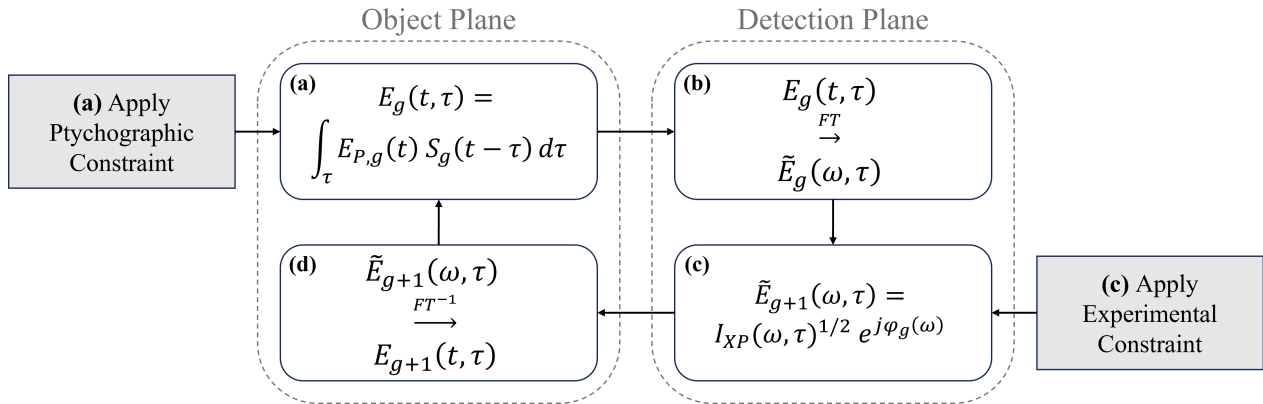 Object Plane
Detection Plane
(a) Apply
Ptychographic
Constraint
(a)
E_g(t, τ) =
∫_τ E_{P,g}(t) S_g(t − τ) dτ
(b)
E_g(t, τ)
FT
→
Ẽ_g(ω, τ)
(d)
Ẽ_{g+1}(ω, τ)
FT^{−1}
⟶
E_{g+1}(t, τ)
(c)
Ẽ_{g+1}(ω, τ) =
I_{XP}(ω, τ)^{1/2} e^{jφ_g(ω)}
(c) Apply
Experimental
Constraint